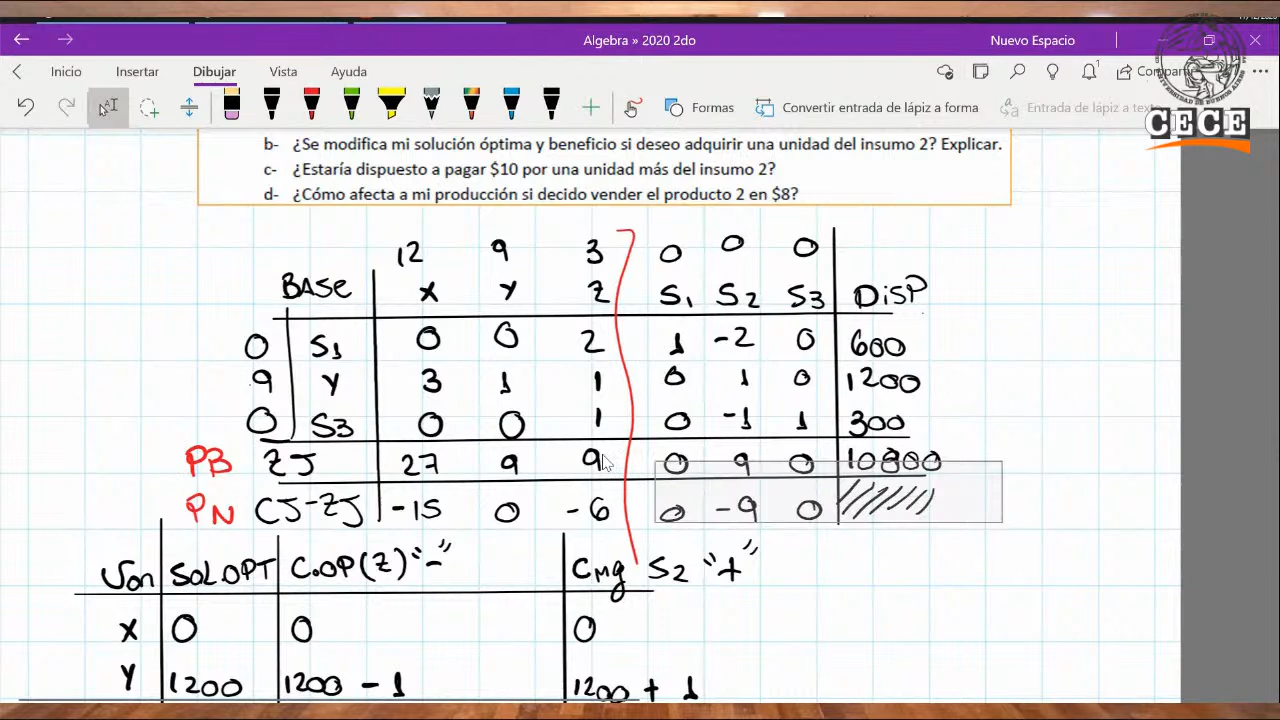 Algebra » 2020 2do
Nuevo Espacio
Inicio Insertar Dibujar Vista Ayuda
Formas Convertir entrada de lápiz a forma Entrada de lápiz a texto
CECE
b- ¿Se modifica mi solución óptima y beneficio si deseo adquirir una unidad del insumo 2? Explicar.
c- ¿Estaría dispuesto a pagar $10 por una unidad más del insumo 2?
d- ¿Cómo afecta a mi producción si decido vender el producto 2 en $8?
12 9 3 0 0 0
BASE X Y Z S1 S2 S3 DISP
0 S1 0 0 2 1 -2 0 600
9 Y 3 1 1 0 1 0 1200
0 S3 0 0 1 0 -1 1 300
PB ZJ 27 9 9 0 9 0 10800
PN CJ-ZJ -15 0 -6 0 -9 0
Von SOL OPT C.OP(Z) "-" CMg S2 "+"
X 0 0 0
Y 1200 1200 - 1 1200 + 1